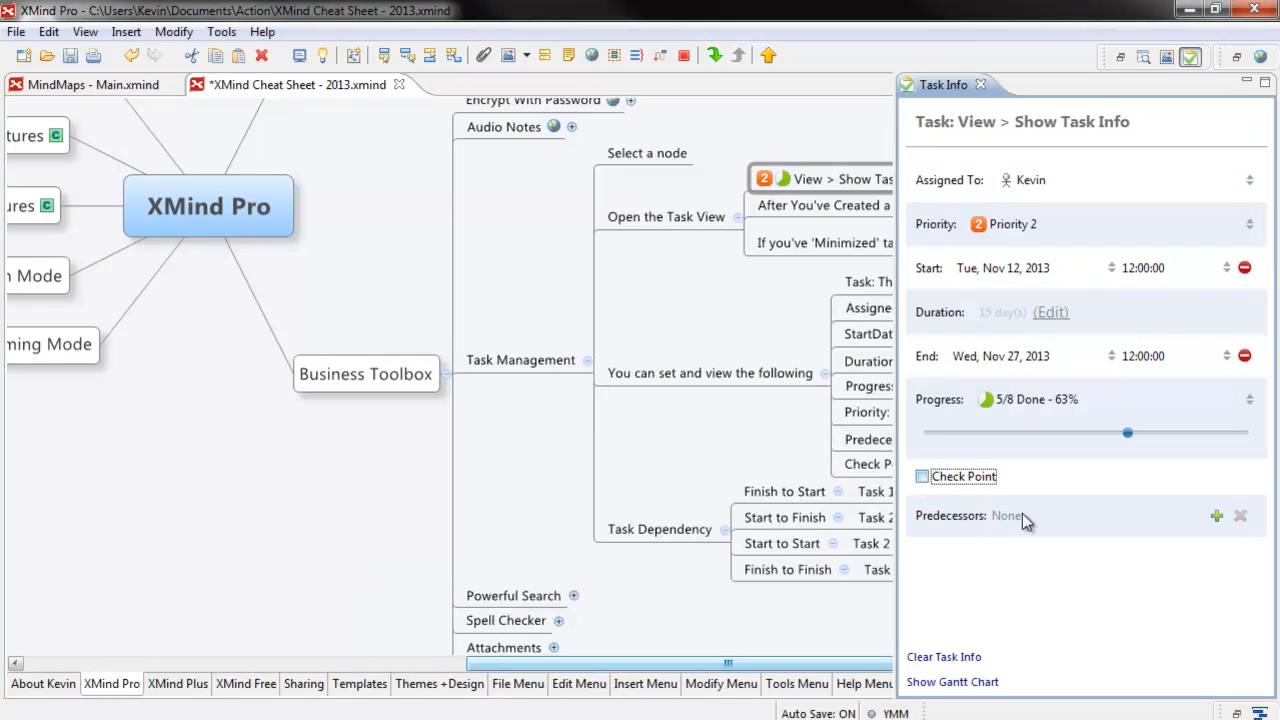 XMind Pro - C:\Users\Kevin\Documents\Action\XMind Cheat Sheet - 2013.xmind
File Edit View Insert Modify Tools Help
MindMaps - Main.xmind
*XMind Cheat Sheet - 2013.xmind
Task Info
Encrypt With Password
Audio Notes
tures C
ures C
n Mode
ming Mode
XMind Pro
Business Toolbox
Task Management
Select a node
Open the Task View
2 View > Show Tas
After You've Created a
If you've 'Minimized' ta
You can set and view the following
Task: Th
Assigne
StartDat
Duration
Progres
Priority:
Predece
Check P
Task Dependency
Finish to Start Task 1
Start to Finish Task 2
Start to Start Task 2
Finish to Finish Task
Powerful Search
Spell Checker
Attachments
Task: View > Show Task Info
Assigned To: Kevin
Priority: 2 Priority 2
Start: Tue, Nov 12, 2013 12:00:00
Duration: 15 day(s) (Edit)
End: Wed, Nov 27, 2013 12:00:00
Progress: 5/8 Done - 63%
Check Point
Predecessors: None
Clear Task Info
Show Gantt Chart
About Kevin XMind Pro XMind Plus XMind Free Sharing Templates Themes +Design File Menu Edit Menu Insert Menu Modify Menu Tools Menu Help Menu
Auto Save: ON YMM